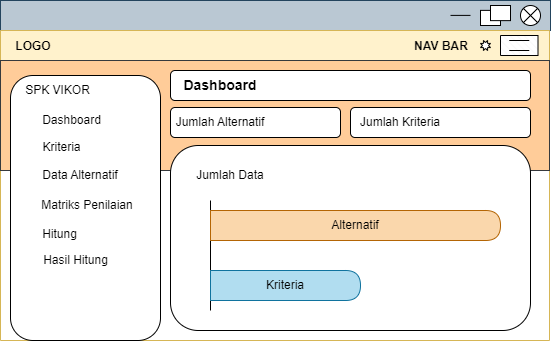 LOGO
NAV BAR
SPK VIKOR
Dashboard
Kriteria
Data Alternatif
Matriks Penilaian
Hitung
Hasil Hitung
Dashboard
Jumlah Alternatif
Jumlah Kriteria
Jumlah Data
Alternatif
Kriteria